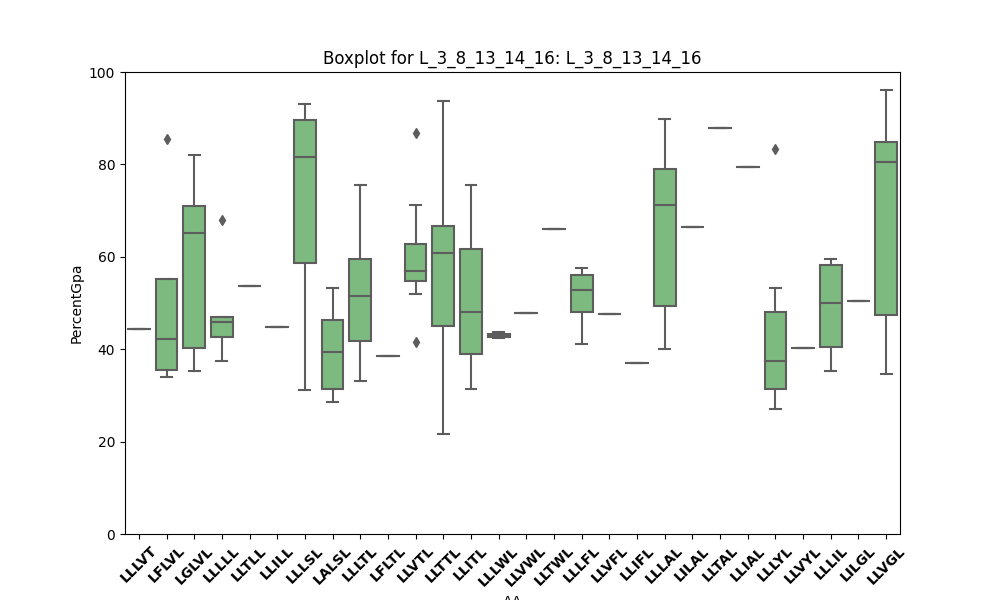 Boxplot for L_3_8_13_14_16: L_3_8_13_14_16
100
80
60
40
20
0
PercentGpa
LLLVT
LFLVL
LGLVL
LLLLL
LLTLL
LLILL
LLLSL
LALSL
LLLTL
LFLTL
LLVTL
LLTTL
LLITL
LLLWL
LLVWL
LLTWL
LLLFL
LLVFL
LLIFL
LLLAL
LILAL
LLTAL
LLIAL
LLLYL
LLVYL
LLLIL
LILGL
LLVGL
AA